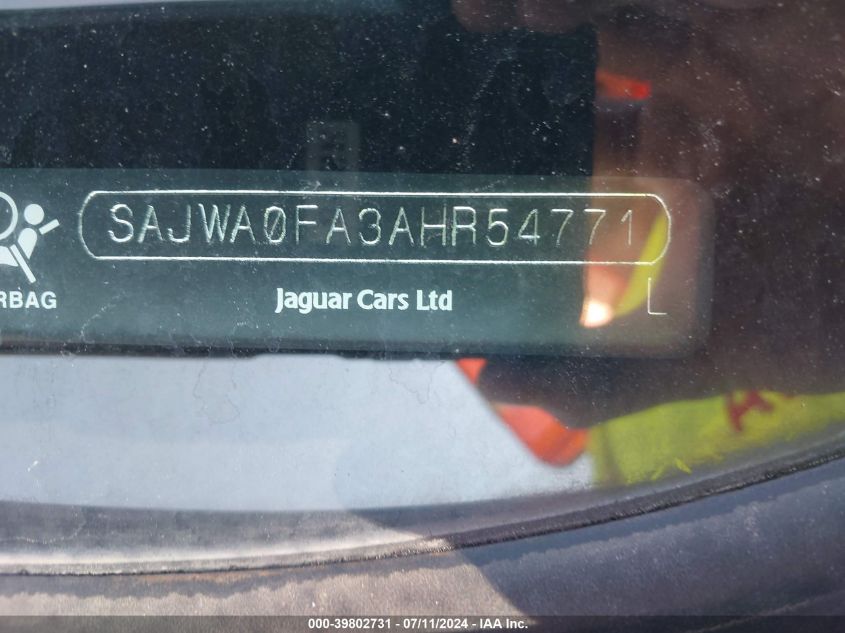 SAJWA0FA3AHR54771
RBAG
Jaguar Cars Ltd
L
000-39802731 - 07/11/2024 - IAA Inc.